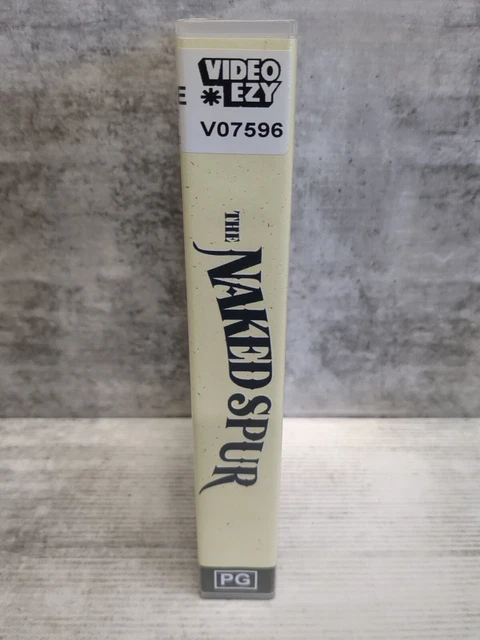 VIDEO
E * EZY
V07596
THE
NAKED SPUR
PG